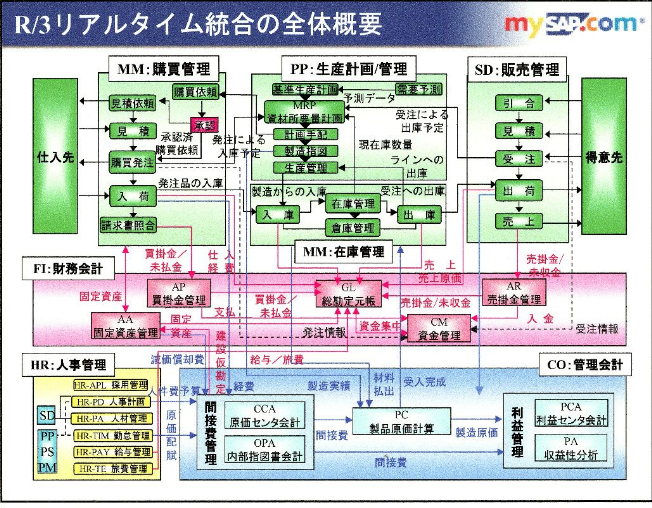 R/3リアルタイム統合の全体概要
mySAP.com®
MM:購買管理
PP:生産計画/管理
SD:販売管理
仕入先
得意先
見積依頼
購買依頼
承認
見積
承認済
購買依頼
購買発注
入荷
請求書照合
発注による
入庫予定
発注品の入庫
基準生産計画
需要予測
予測データ
MRP
資材所要量計画
計画手配
製造指図
生産管理
受注による
出庫予定
現在庫数量
ラインへの
出庫
製造からの入庫
受注への出庫
入庫
在庫管理
倉庫管理
出庫
MM:在庫管理
引合
見積
受注
出荷
売上
FI:財務会計
買掛金/
未払金
仕入
経費
売上
売上原価
売掛金/
未収金
固定資産
AP
買掛金管理
GL
総勘定元帳
AR
売掛金管理
買掛金/
未払金
売掛金/未収金
支払
AA
固定資産管理
固定
資産
発注情報
資金集中
CM
資金管理
入金
受注情報
HR:人事管理
減価償却費
建設仮勘定
給与/旅費
CO:管理会計
HR-APL 採用管理
HR-PD 人事計画
HR-PA 人材管理
HR-TIM 勤怠管理
HR-PAY 給与管理
HR-TE 旅費管理
SD
PP
PS
PM
人件費予算
経費
製造実績
材料
払出
受入完成
原価配賦
間接費管理
CCA
原価センタ会計
OPA
内部指図書会計
間接費
PC
製品原価計算
製造原価
間接費
利益管理
PCA
利益センタ会計
PA
収益性分析